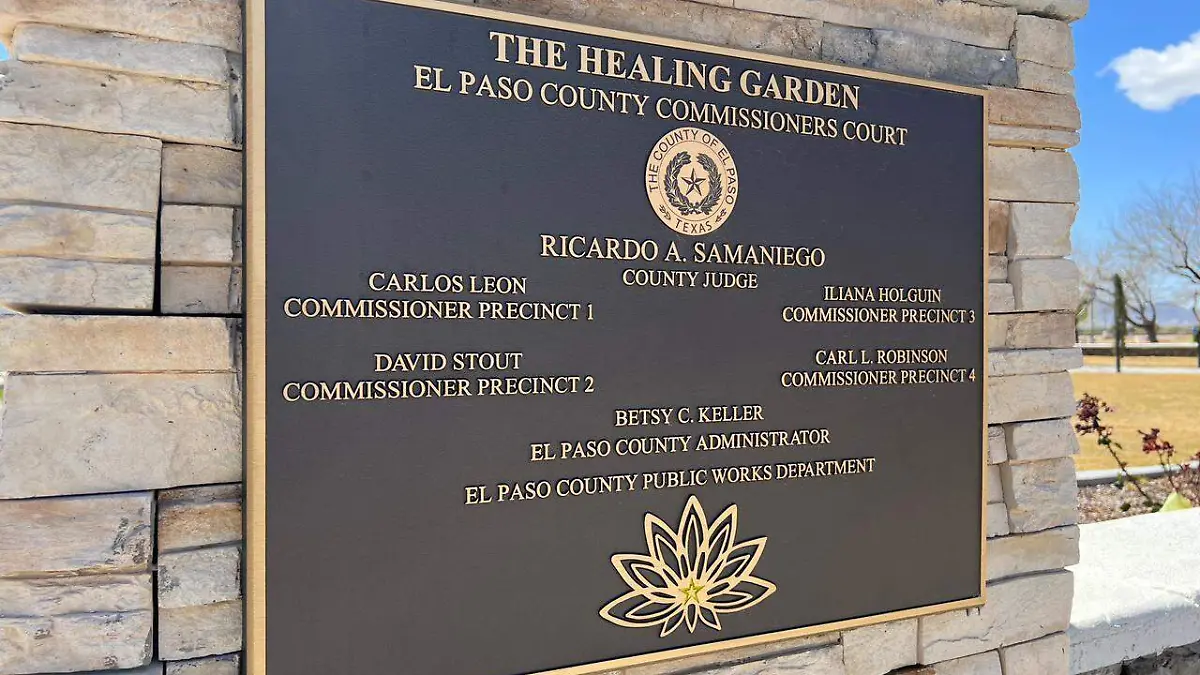 THE HEALING GARDEN
EL PASO COUNTY COMMISSIONERS COURT
THE COUNTY OF EL PASO
TEXAS
RICARDO A. SAMANIEGO
COUNTY JUDGE
CARLOS LEON
COMMISSIONER PRECINCT 1
ILIANA HOLGUIN
COMMISSIONER PRECINCT 3
DAVID STOUT
COMMISSIONER PRECINCT 2
CARL L. ROBINSON
COMMISSIONER PRECINCT 4
BETSY C. KELLER
EL PASO COUNTY ADMINISTRATOR
EL PASO COUNTY PUBLIC WORKS DEPARTMENT